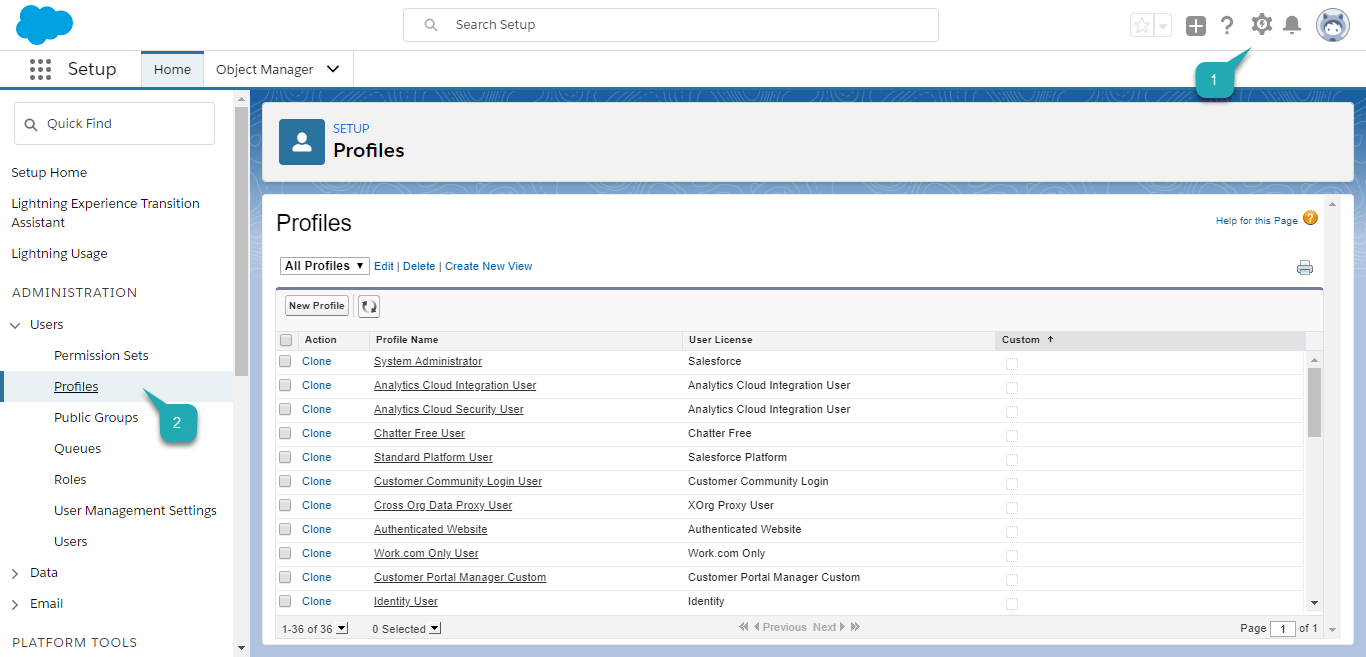 Search Setup
Setup
Home
Object Manager
1
Quick Find
Setup Home
Lightning Experience Transition
Assistant
Lightning Usage
ADMINISTRATION
Users
Permission Sets
Profiles
2
Public Groups
Queues
Roles
User Management Settings
Users
Data
Email
PLATFORM TOOLS
SETUP
Profiles
Profiles
Help for this Page ?
All Profiles Edit | Delete | Create New View
New Profile
Action Profile Name User License Custom
Clone System Administrator Salesforce
Clone Analytics Cloud Integration User Analytics Cloud Integration User
Clone Analytics Cloud Security User Analytics Cloud Integration User
Clone Chatter Free User Chatter Free
Clone Standard Platform User Salesforce Platform
Clone Customer Community Login User Customer Community Login
Clone Cross Org Data Proxy User XOrg Proxy User
Clone Authenticated Website Authenticated Website
Clone Work.com Only User Work.com Only
Clone Customer Portal Manager Custom Customer Portal Manager Custom
Clone Identity User Identity
1-36 of 36 0 Selected Previous Next Page 1 of 1